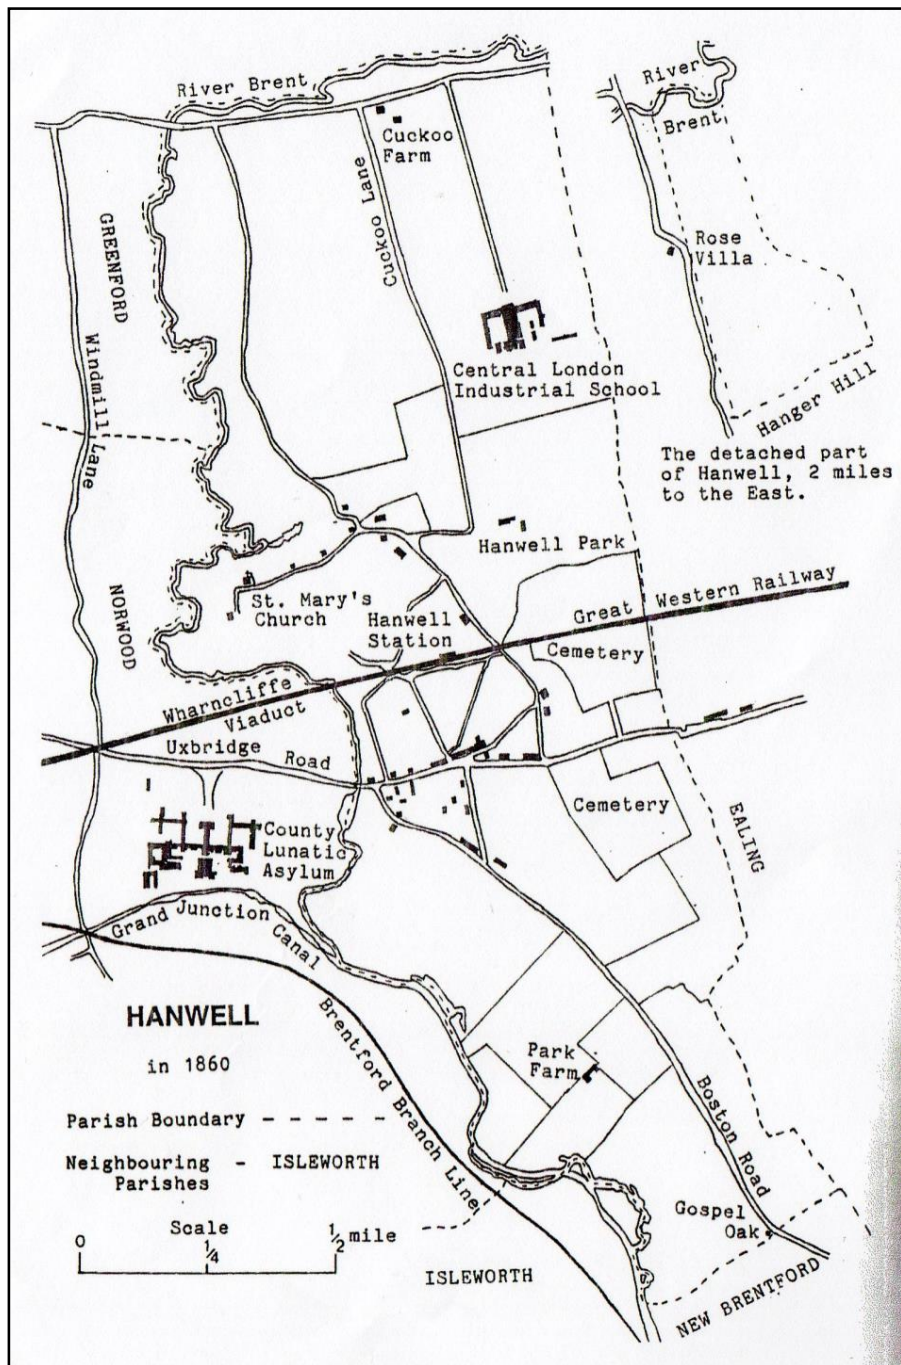 River Brent
River
Brent
Cuckoo
Farm
Cuckoo Lane
GREENFORD
Rose
Villa
Windmill Lane
Central London
Industrial School
Hanger Hill
The detached part
of Hanwell, 2 miles
to the East.
Hanwell Park
NORWOOD
St. Mary's
Church
Hanwell
Station
Great Western Railway
Cemetery
Wharncliffe
Viaduct
Uxbridge Road
Cemetery
EALING
County
Lunatic
Asylum
Grand Junction Canal
HANWELL
in 1860
Brentford Branch Line
Park
Farm
Boston Road
Parish Boundary - - - - -
Neighbouring - ISLEWORTH
Parishes
Gospel
Oak
Scale
0 1/4 1/2 mile
ISLEWORTH
NEW BRENTFORD